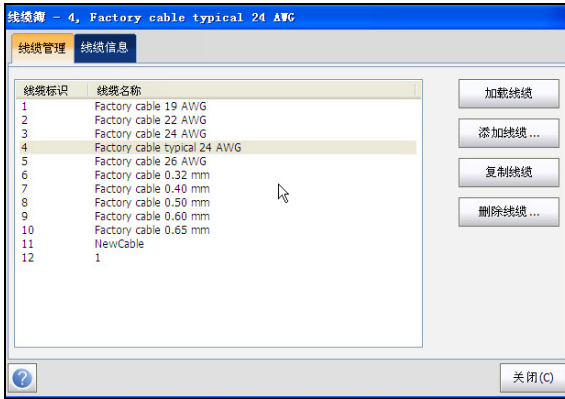 线缆簿 - 4, Factory cable typical 24 AWG
线缆管理 线缆信息
线缆标识 线缆名称
1 Factory cable 19 AWG
2 Factory cable 22 AWG
3 Factory cable 24 AWG
4 Factory cable typical 24 AWG
5 Factory cable 26 AWG
6 Factory cable 0.32 mm
7 Factory cable 0.40 mm
8 Factory cable 0.50 mm
9 Factory cable 0.60 mm
10 Factory cable 0.65 mm
11 NewCable
12 1
加载线缆
添加线缆...
复制线缆
删除线缆...
?
关闭(C)